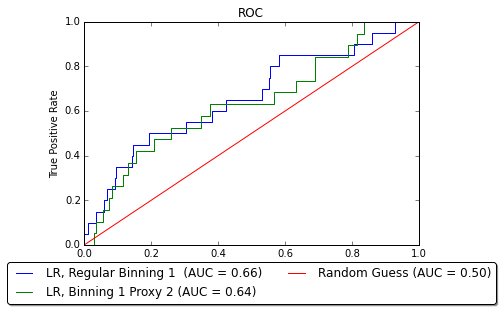 ROC
1.0
0.8
0.6
0.4
0.2
0.0
True Positive Rate
0.0 0.2 0.4 0.6 0.8 1.0
LR, Regular Binning 1 (AUC = 0.66)
LR, Binning 1 Proxy 2 (AUC = 0.64)
Random Guess (AUC = 0.50)